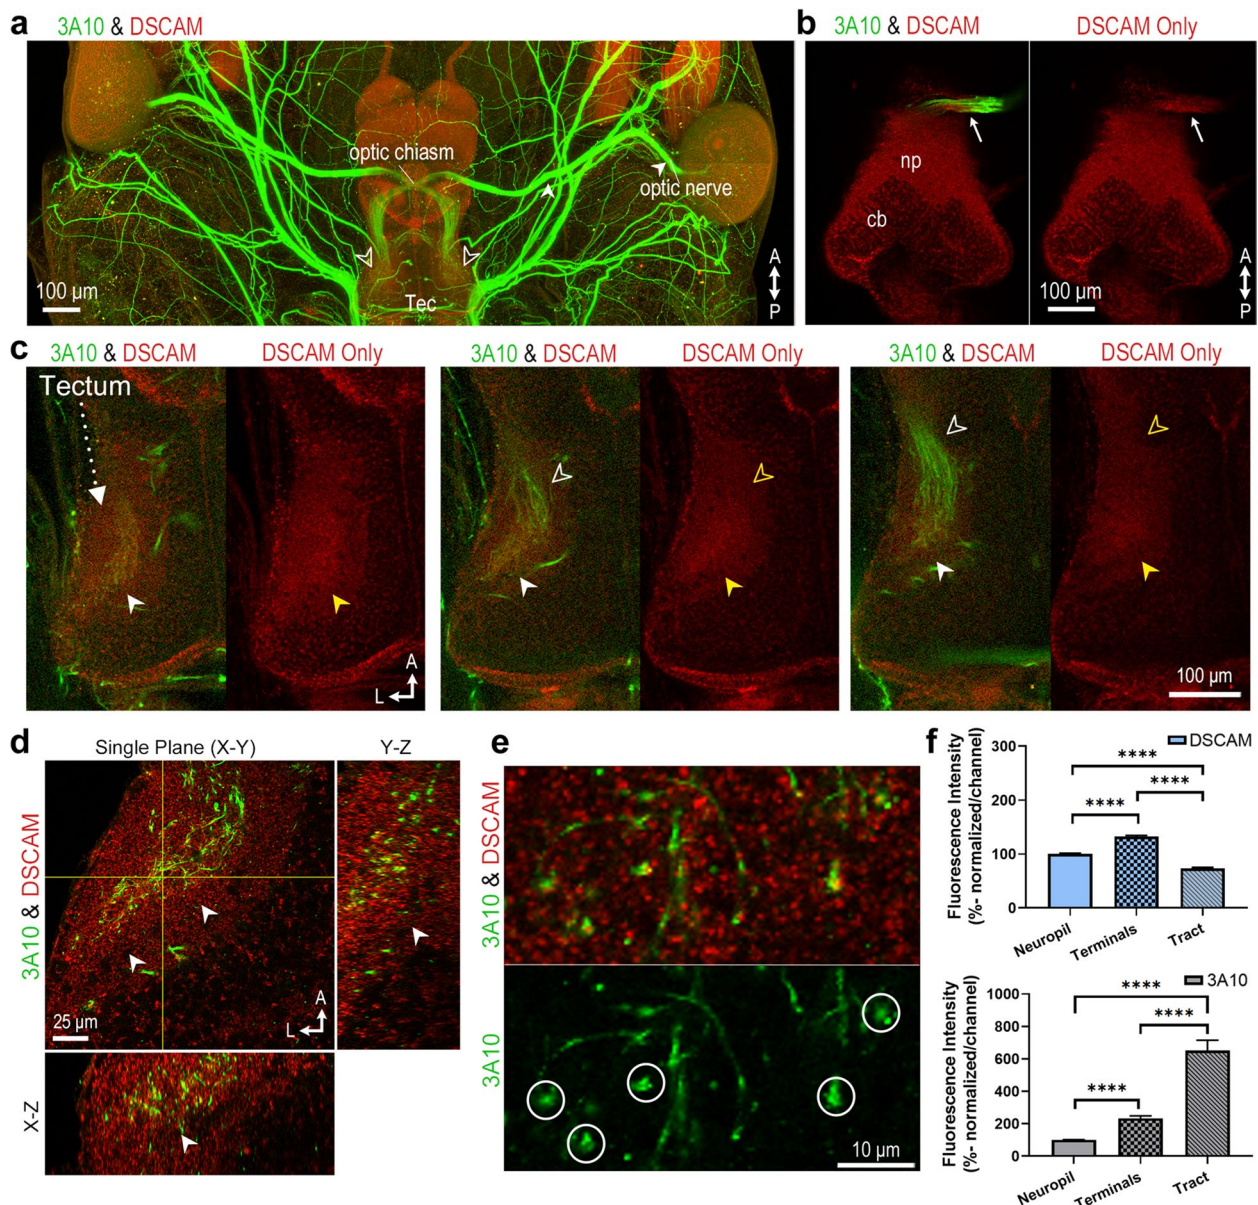 a
3A10 & DSCAM
optic chiasm
optic nerve
Tec
100 µm
A
P
b
3A10 & DSCAM
DSCAM Only
np
cb
100 µm
A
P
c
3A10 & DSCAM
DSCAM Only
3A10 & DSCAM
DSCAM Only
3A10 & DSCAM
DSCAM Only
Tectum
A
L
100 µm
d
Single Plane (X-Y)
Y-Z
3A10 & DSCAM
25 µm
A
L
X-Z
e
3A10 & DSCAM
3A10
10 µm
f
DSCAM
Fluorescence Intensity
(%- normalized/channel)
300
200
100
0
****
****
****
Neuropil
Terminals
Tract
3A10
Fluorescence Intensity
(%- normalized/channel)
1000
800
600
400
200
0
****
****
****
Neuropil
Terminals
Tract